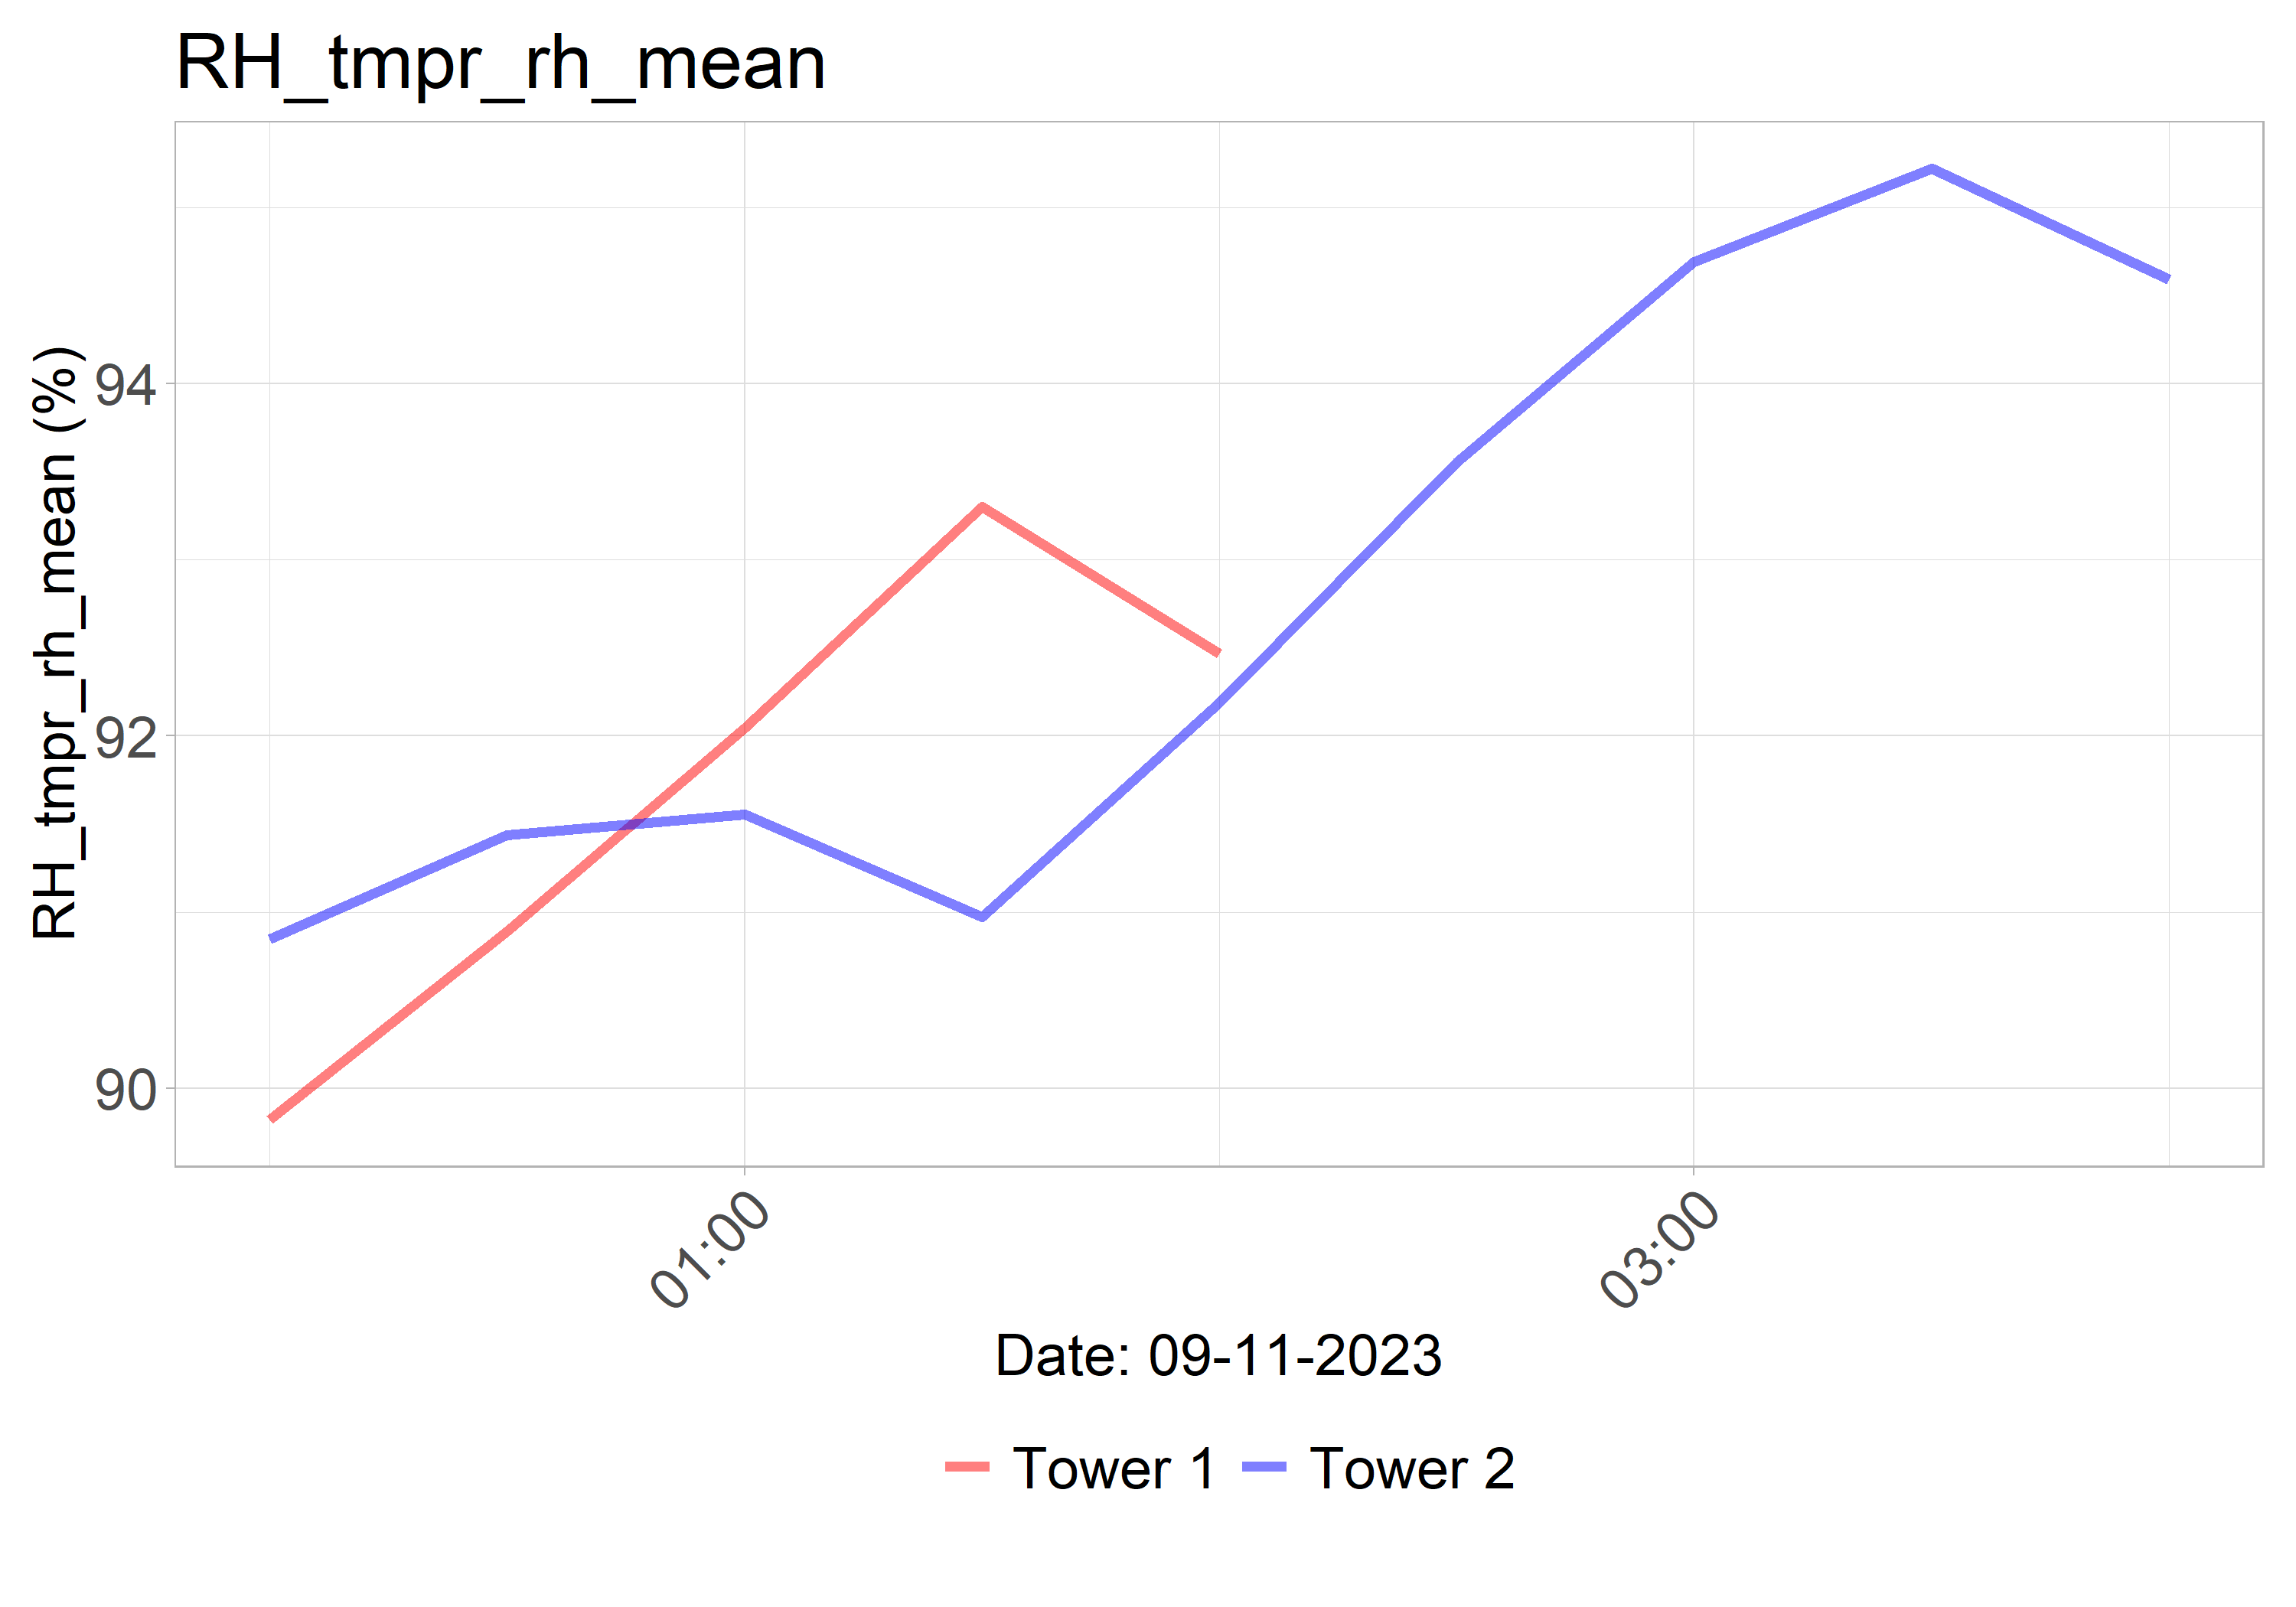 RH_tmpr_rh_mean
RH_tmpr_rh_mean (%)
94
92
90
01:00
03:00
Date: 09-11-2023
Tower 1
Tower 2